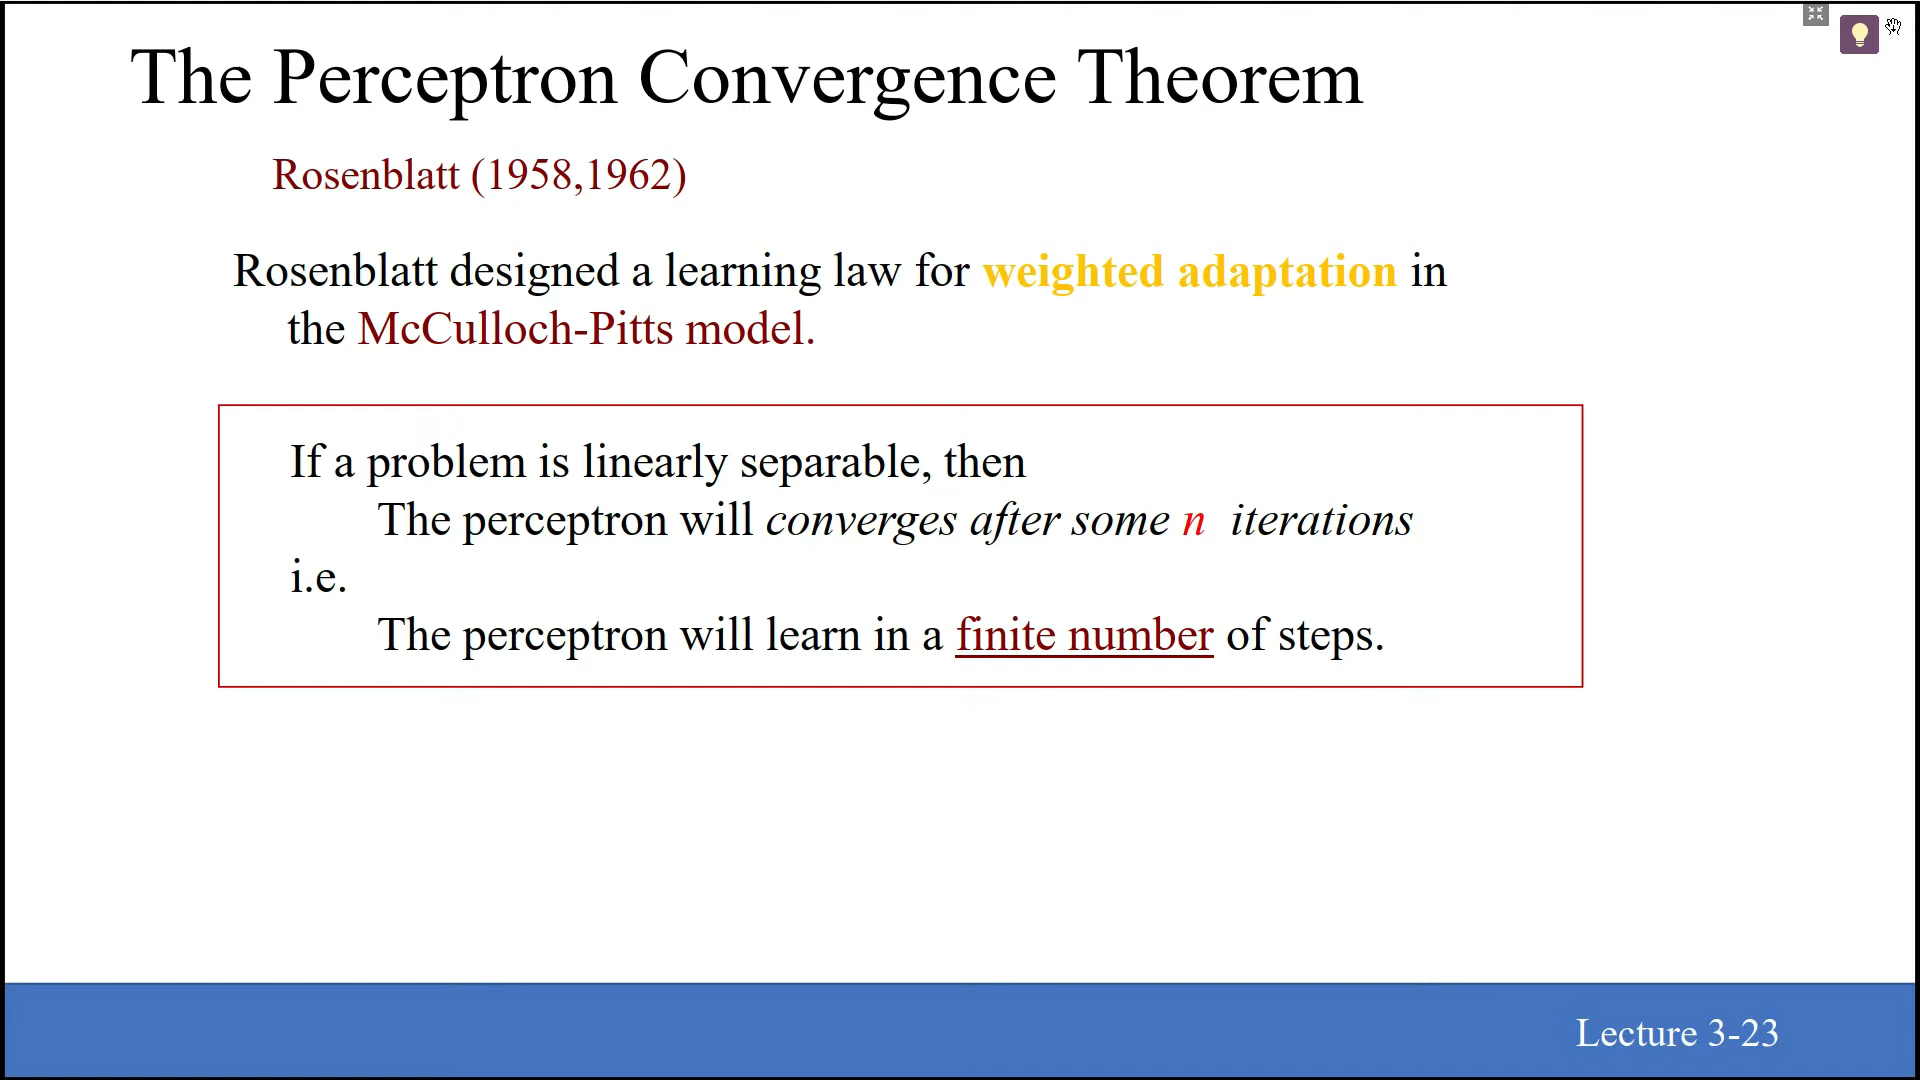 The Perceptron Convergence Theorem
Rosenblatt (1958,1962)
Rosenblatt designed a learning law for weighted adaptation in
the McCulloch-Pitts model.
If a problem is linearly separable, then
The perceptron will converges after some n iterations
i.e.
The perceptron will learn in a finite number of steps.
Lecture 3-23